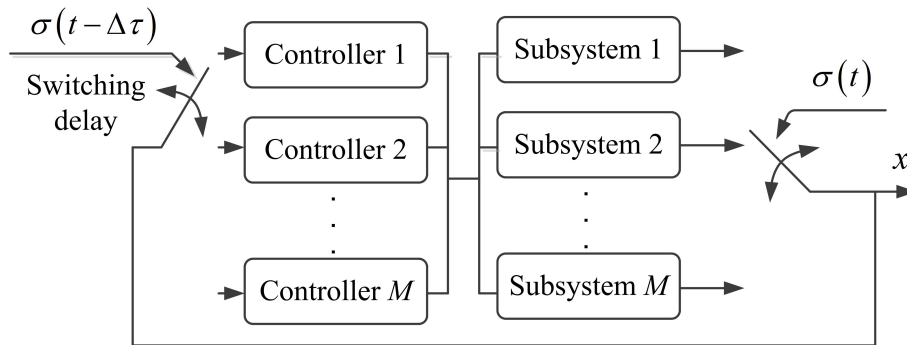 σ(t − Δτ)
Switching
delay
Controller 1
Controller 2
Controller M
Subsystem 1
Subsystem 2
Subsystem M
σ(t)
x